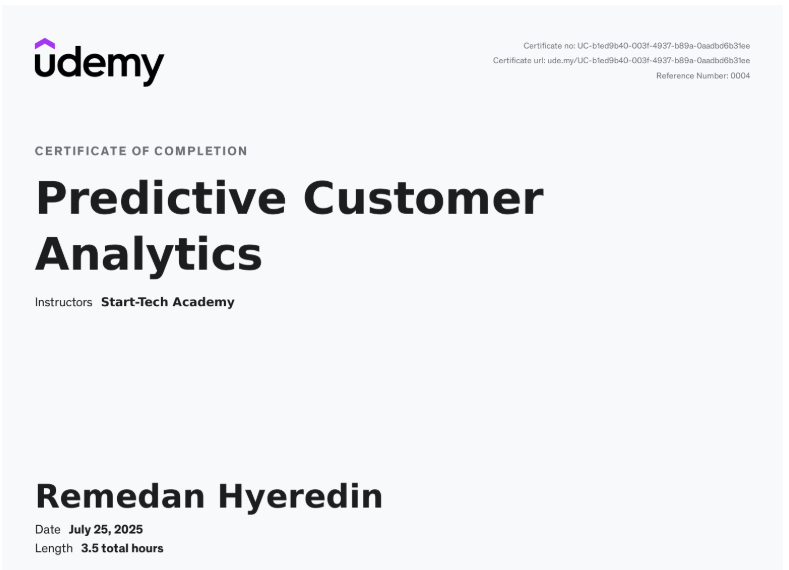 udemy
Certificate no: UC-b1ed9b40-003f-4937-b89a-0aadbd6b31ee
Certificate url: ude.my/UC-b1ed9b40-003f-4937-b89a-0aadbd6b31ee
Reference Number: 0004
CERTIFICATE OF COMPLETION
Predictive Customer
Analytics
Instructors Start-Tech Academy
Remedan Hyeredin
Date July 25, 2025
Length 3.5 total hours